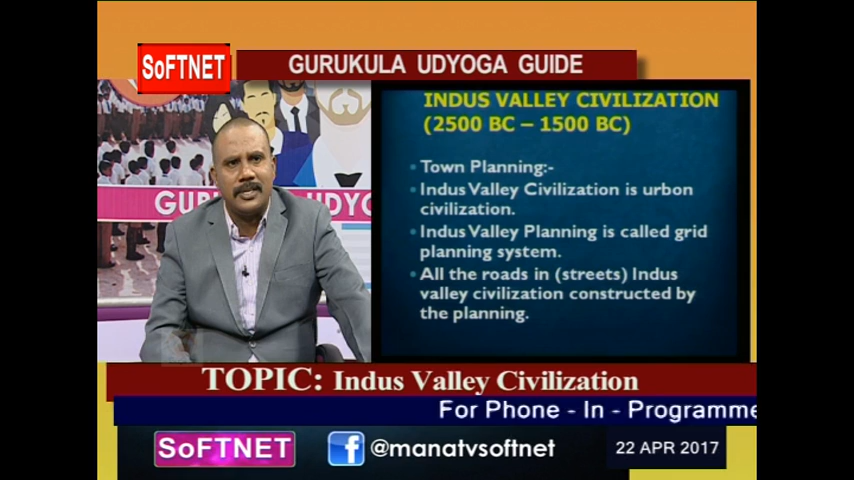 SoFTNET
GURUKULA UDYOGA GUIDE
GURU
UDYO
INDUS VALLEY CIVILIZATION
(2500 BC – 1500 BC)
• Town Planning:-
• Indus Valley Civilization is urbon
civilization.
• Indus Valley Planning is called grid
planning system.
• All the roads in (streets) Indus
valley civilization constructed by
the planning.
TOPIC: Indus Valley Civilization
For Phone - In - Programme
SoFTNET
f @manatvsoftnet
22 APR 2017